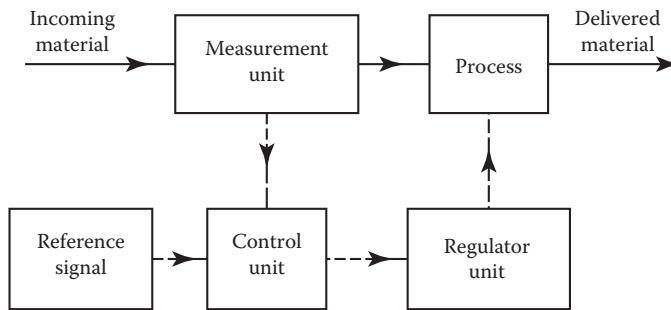 Incoming
material
Measurement
unit
Process
Delivered
material
Reference
signal
Control
unit
Regulator
unit